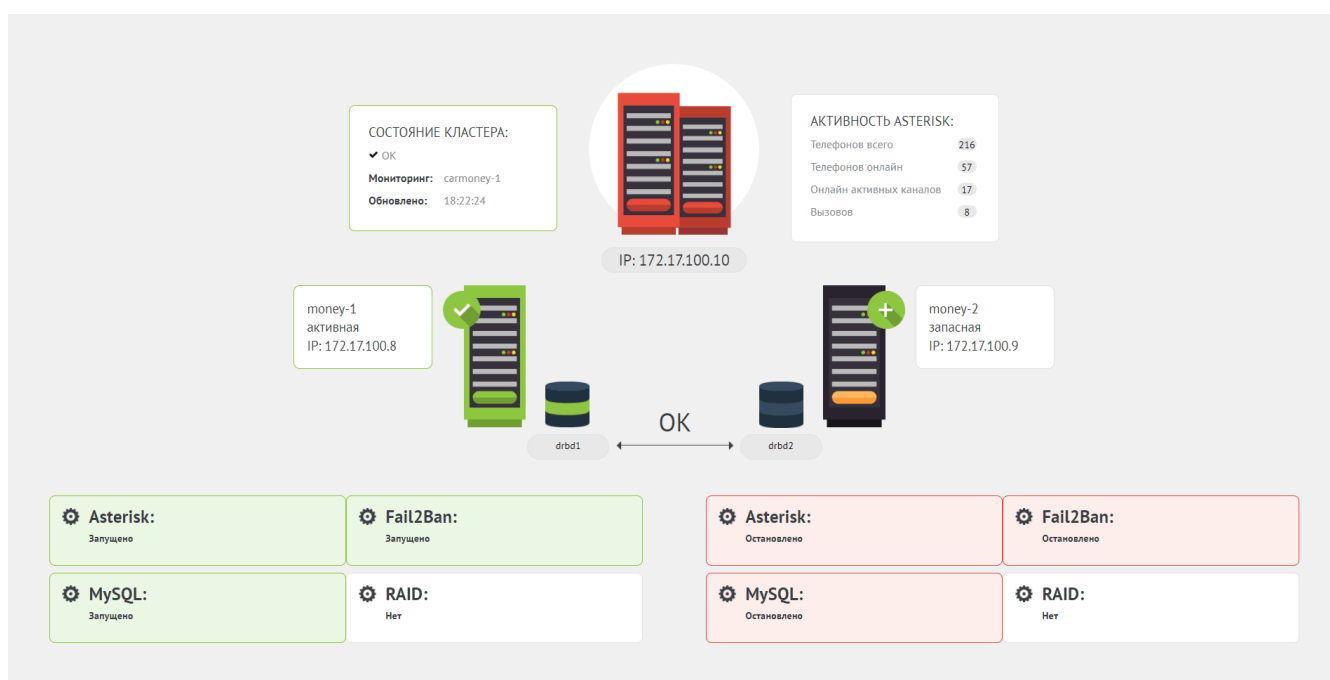 СОСТОЯНИЕ КЛАСТЕРА:
OK
Мониторинг: carmoney-1
Обновлено: 18:22:24
АКТИВНОСТЬ ASTERISK:
Телефонов всего 216
Телефонов онлайн 57
Онлайн активных каналов 17
Вызовов 8
IP: 172.17.100.10
money-1
активная
IP: 172.17.100.8
money-2
запасная
IP: 172.17.100.9
OK
drbd1
drbd2
Asterisk:
Запущено
Fail2Ban:
Запущено
Asterisk:
Остановлено
Fail2Ban:
Остановлено
MySQL:
Запущено
RAID:
Нет
MySQL:
Остановлено
RAID:
Нет